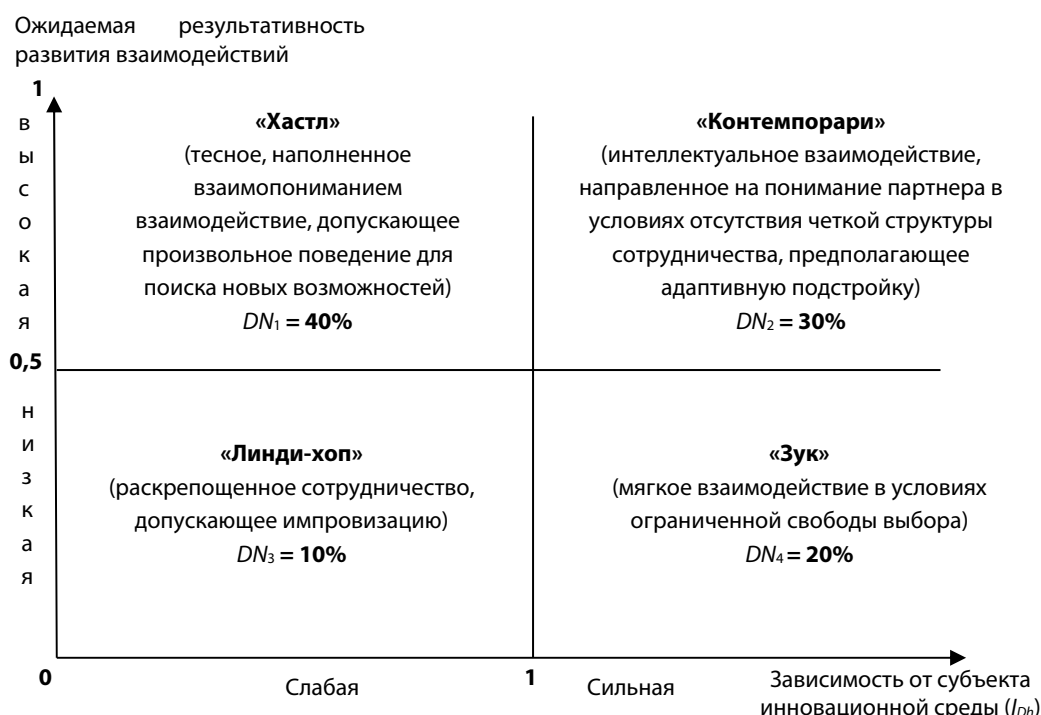 Ожидаемая результативность
развития взаимодействий
1
высокая
«Хастл»
(тесное, наполненное
взаимопониманием
взаимодействие, допускающее
произвольное поведение для
поиска новых возможностей)
DN1 = 40%
«Контемпорари»
(интеллектуальное взаимодействие,
направленное на понимание партнера в
условиях отсутствия четкой структуры
сотрудничества, предполагающее
адаптивную подстройку)
DN2 = 30%
0,5
низкая
«Линди-хоп»
(раскрепощенное сотрудничество,
допускающее импровизацию)
DN3 = 10%
«Зук»
(мягкое взаимодействие в условиях
ограниченной свободы выбора)
DN4 = 20%
0
Слабая
1
Сильная
Зависимость от субъекта
инновационной среды (IDh)